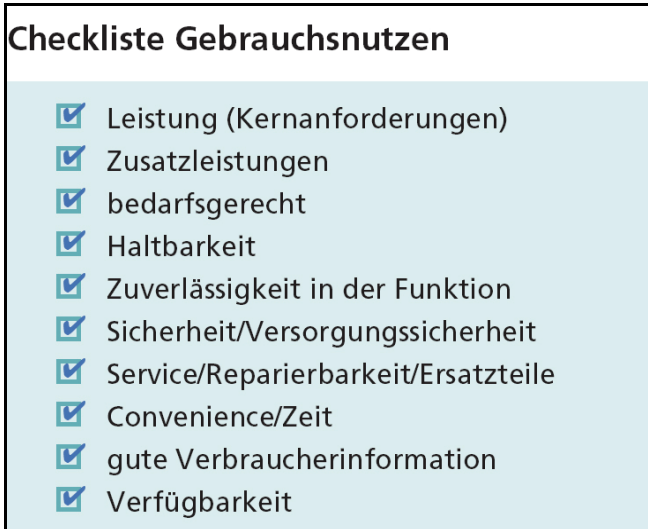 Checkliste Gebrauchsnutzen
Leistung (Kernanforderungen)
Zusatzleistungen
bedarfsgerecht
Haltbarkeit
Zuverlässigkeit in der Funktion
Sicherheit/Versorgungssicherheit
Service/Reparierbarkeit/Ersatzteile
Convenience/Zeit
gute Verbraucherinformation
Verfügbarkeit